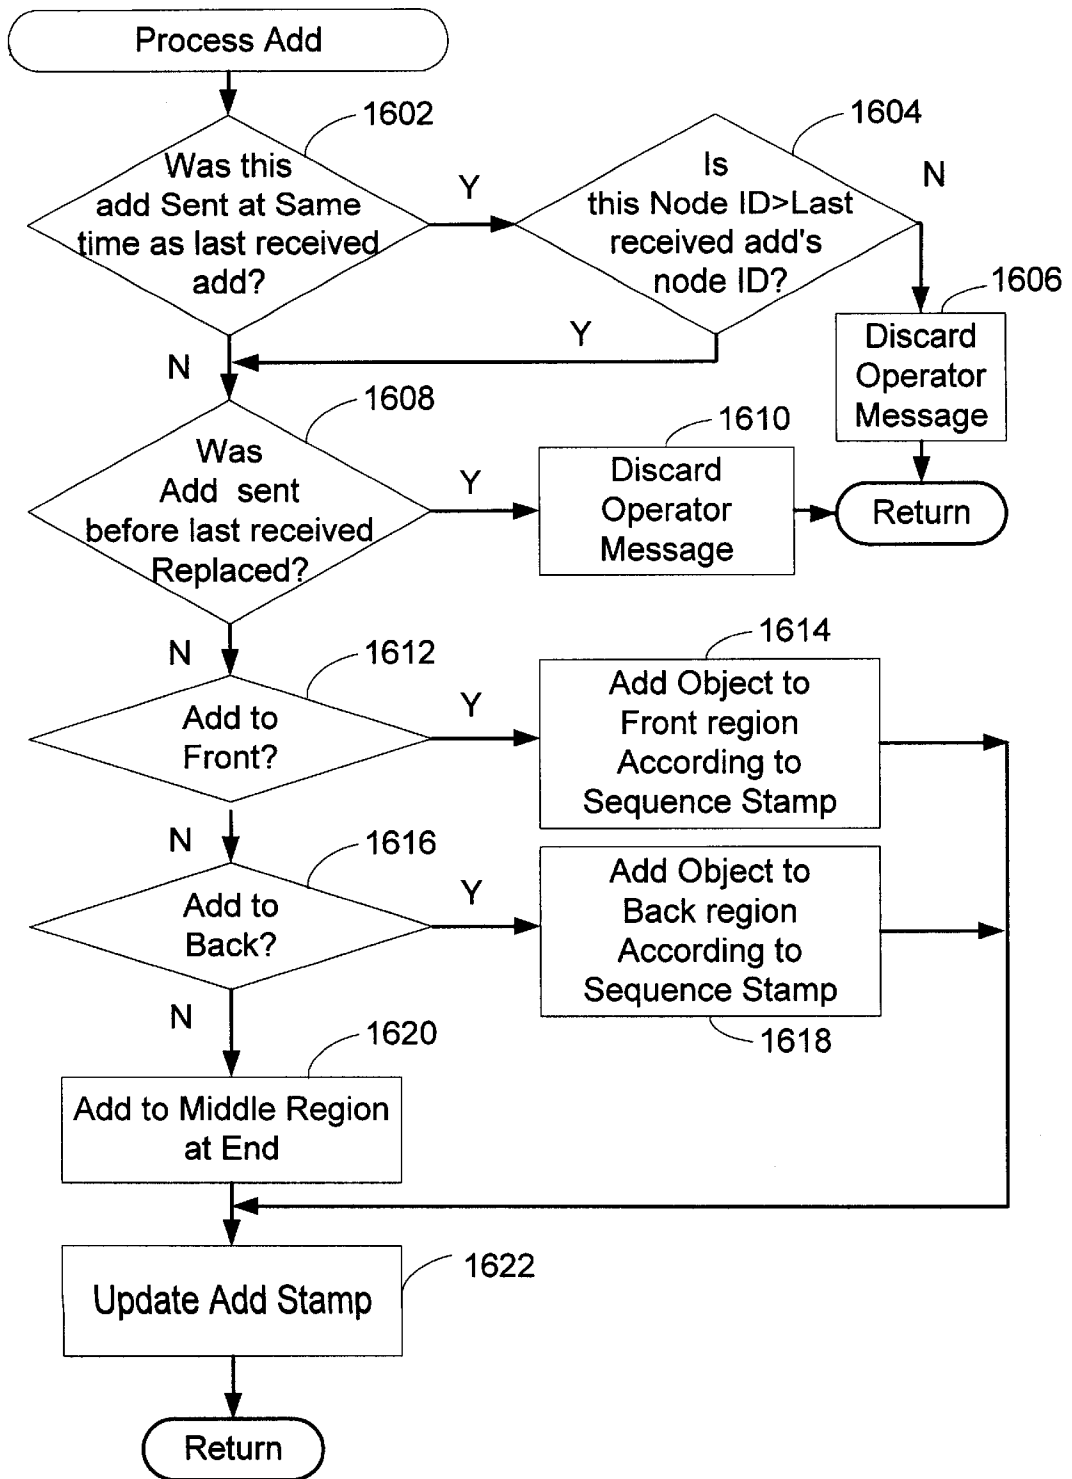 Process Add
1602
Was this
add Sent at Same
time as last received
add?
Y
1604
Is
this Node ID>Last
received add's
node ID?
N
1606
Discard
Operator
Message
Return
Y
N
1608
Was
Add sent
before last received
Replaced?
Y
1610
Discard
Operator
Message
N
1612
Add to
Front?
Y
1614
Add Object to
Front region
According to
Sequence Stamp
N
1616
Add to
Back?
Y
Add Object to
Back region
According to
Sequence Stamp
1618
N
1620
Add to Middle Region
at End
1622
Update Add Stamp
Return